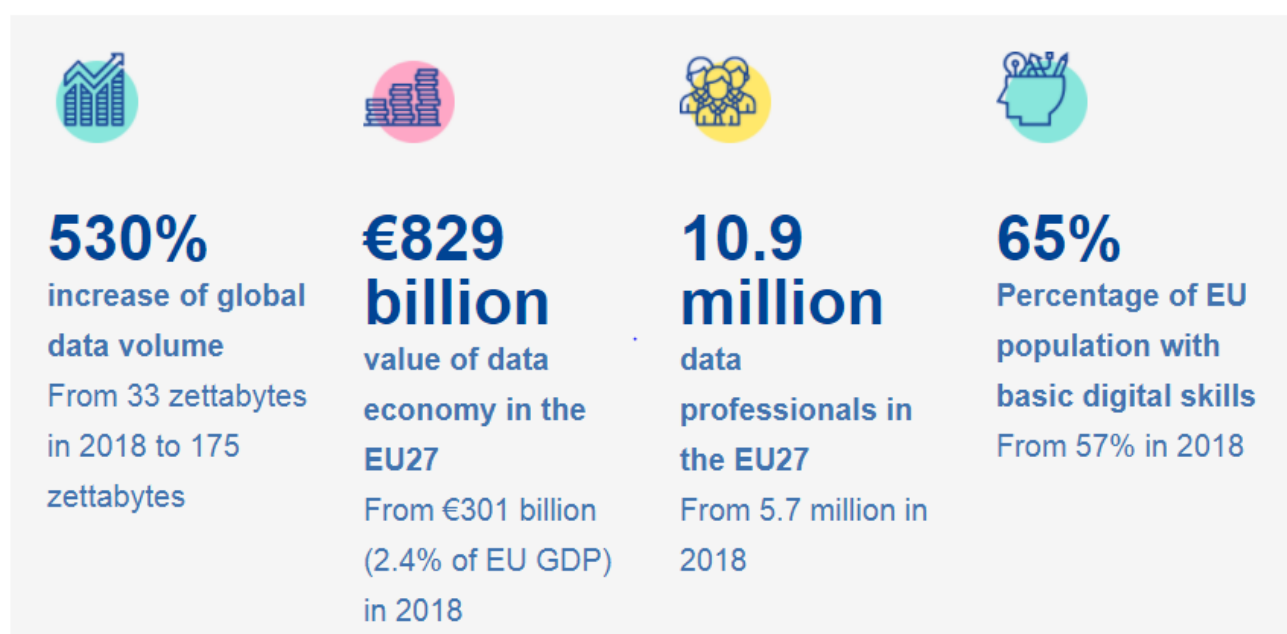 530%
increase of global
data volume
From 33 zettabytes
in 2018 to 175
zettabytes
€829
billion
value of data
economy in the
EU27
From €301 billion
(2.4% of EU GDP)
in 2018
10.9
million
data
professionals in
the EU27
From 5.7 million in
2018
65%
Percentage of EU
population with
basic digital skills
From 57% in 2018